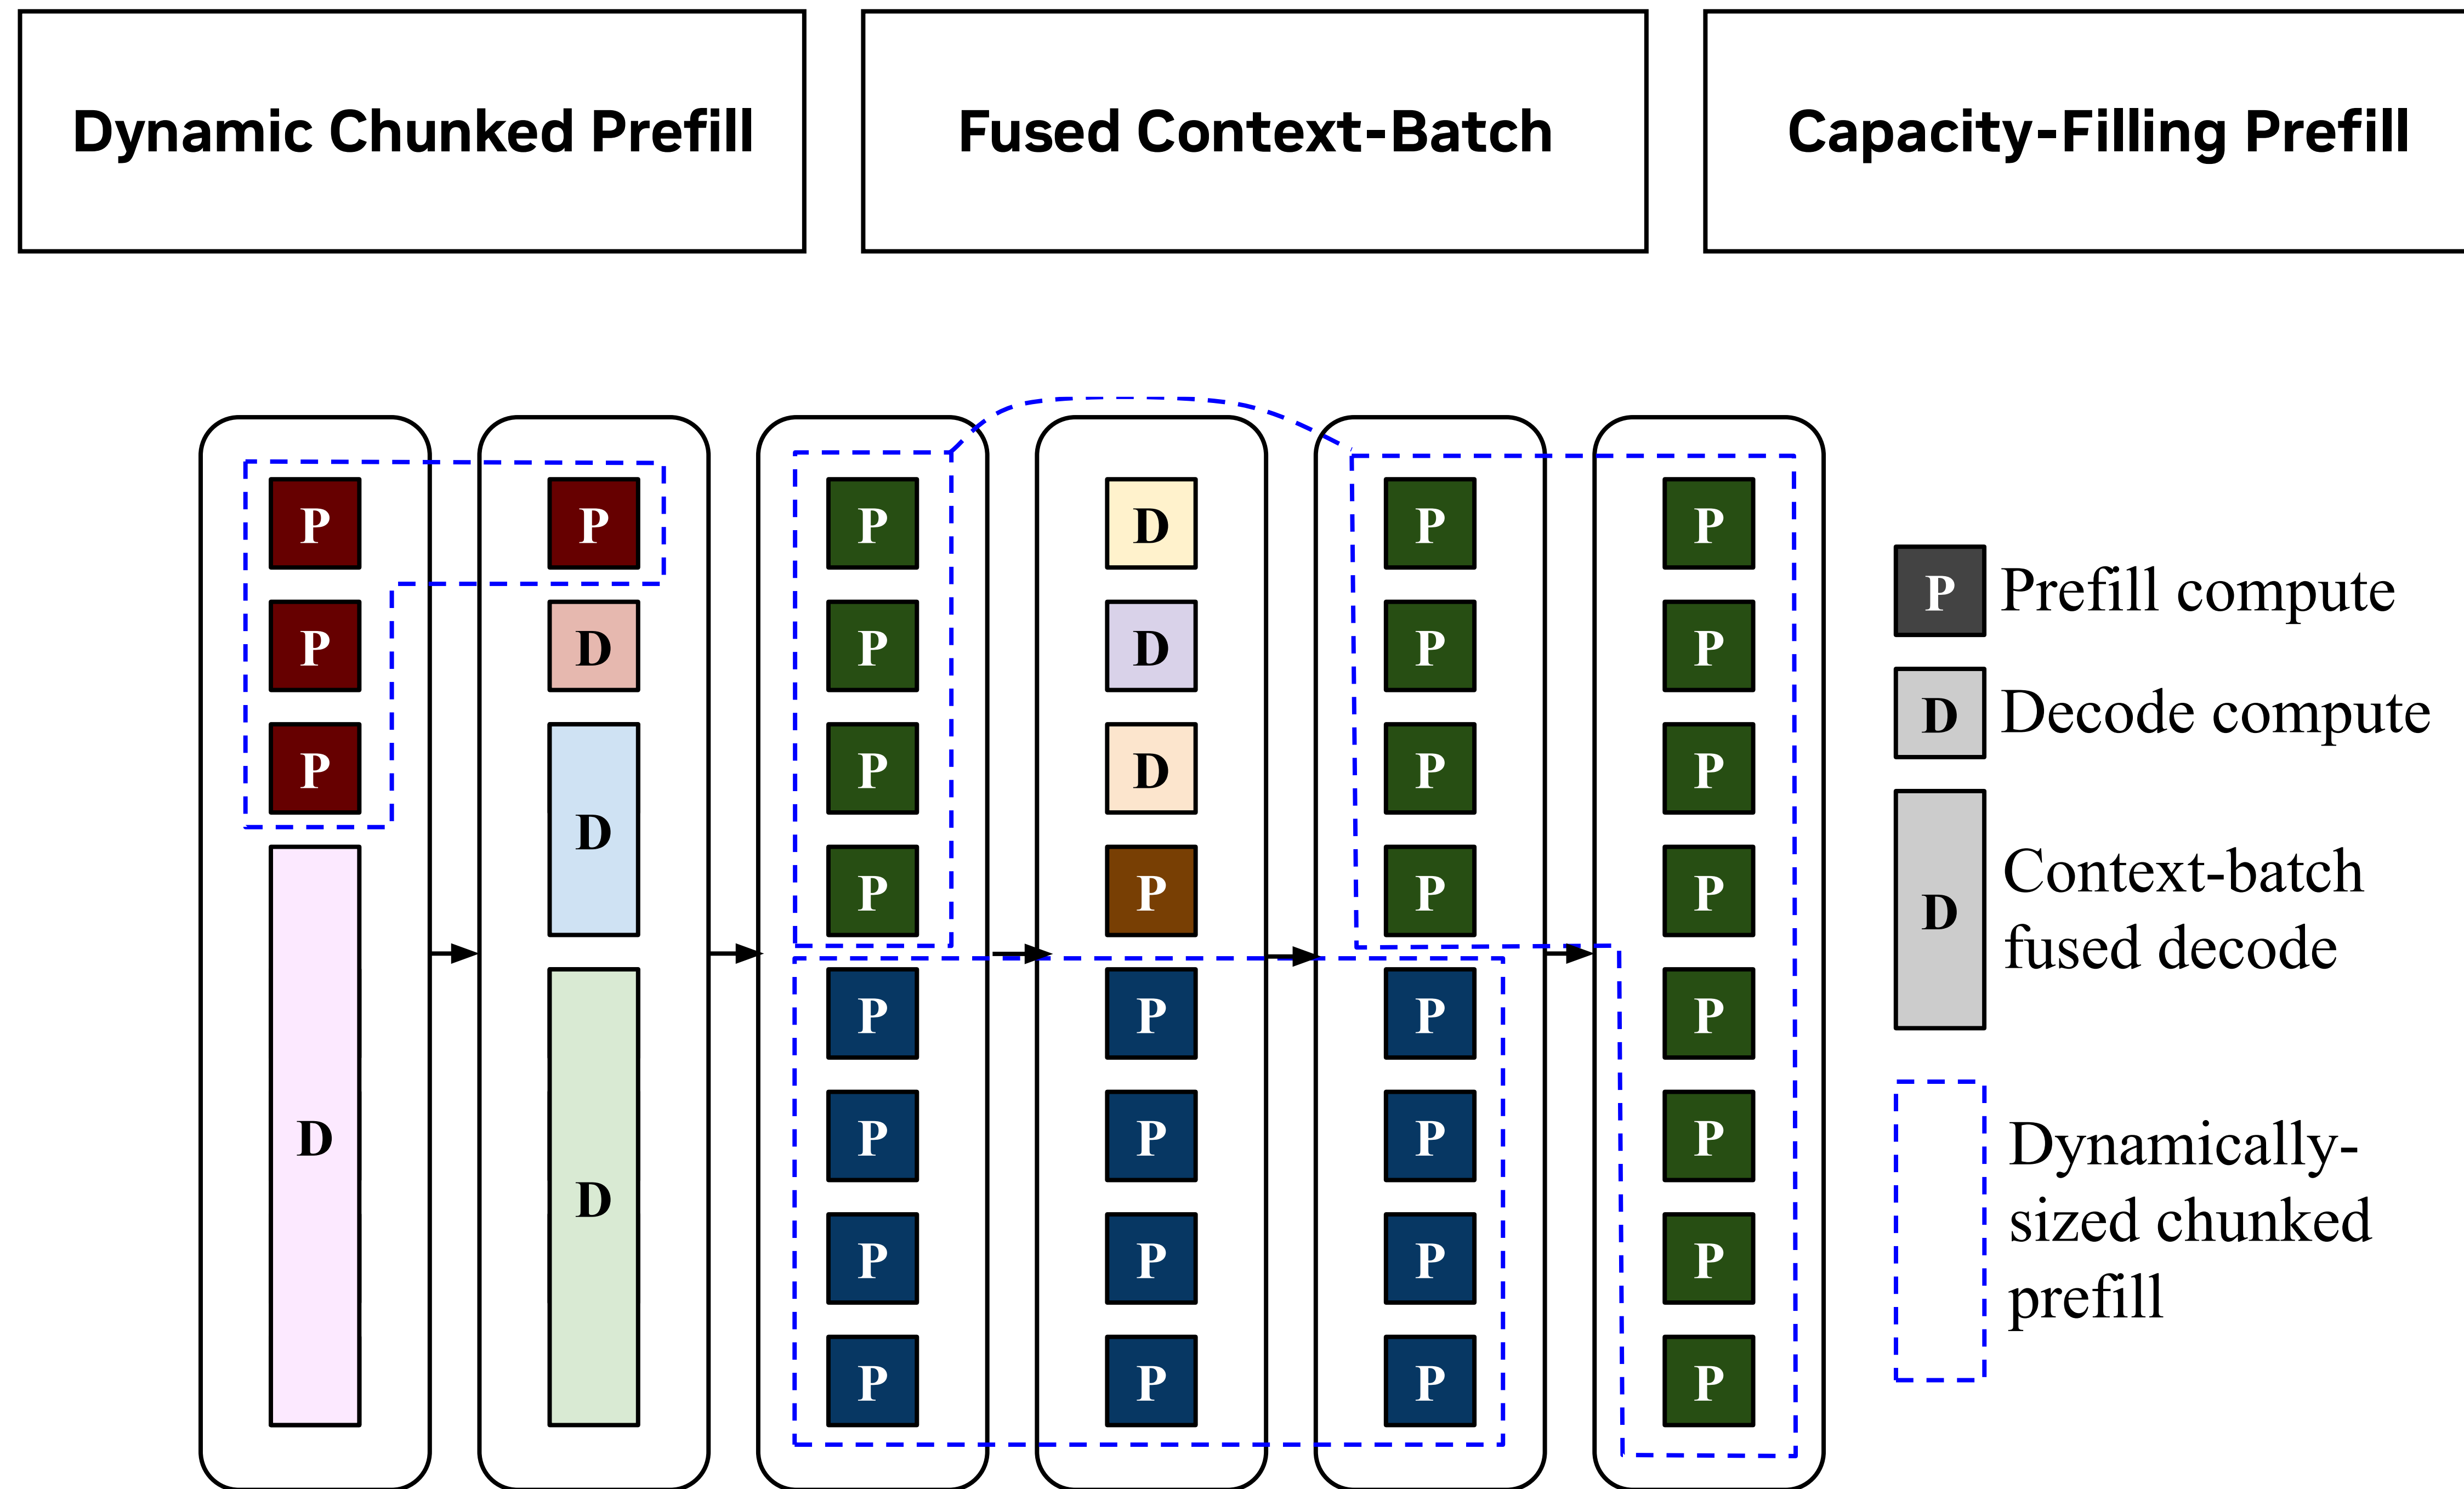 Dynamic Chunked Prefill
Fused Context-Batch
Capacity-Filling Prefill
P P P D P D P P
P D P D P P P
P D P D P P D Decode compute
P P P P
D Context-batch
fused decode
P P P P
D P P P P Dynamically-
D sized chunked
P P P P prefill
P P P P
P Prefill compute